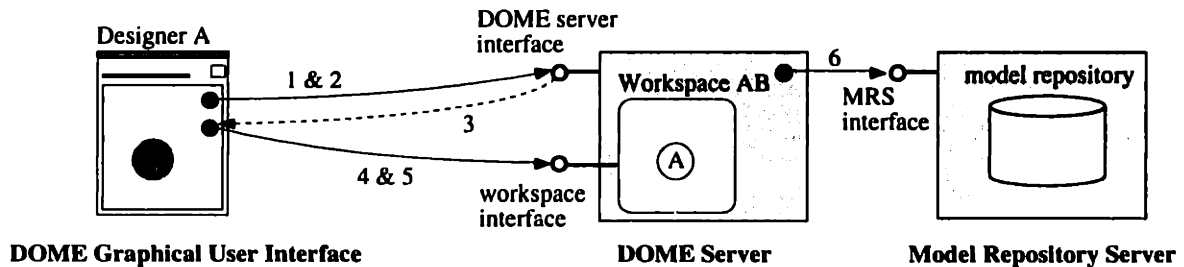 Designer A
DOME server
interface
1 & 2
3
4 & 5
workspace
interface
Workspace AB
A
6
MRS
interface
model repository
DOME Graphical User Interface
DOME Server
Model Repository Server